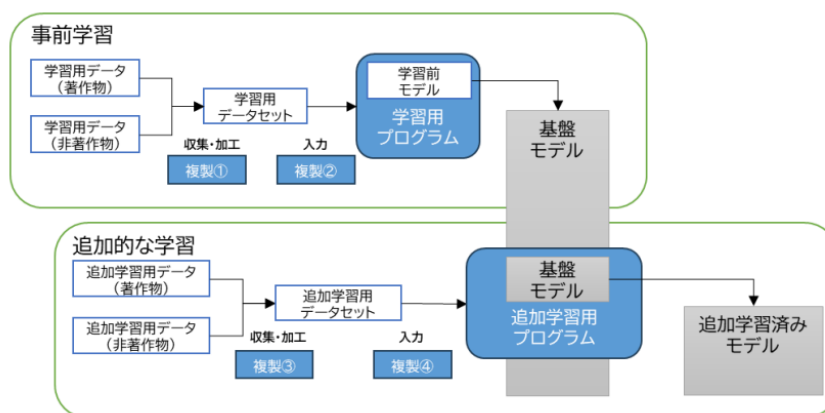 事前学習
学習用データ
(著作物)
学習用データ
(非著作物)
学習用
データセット
収集・加工
複製①
入力
複製②
学習前
モデル
学習用
プログラム
基盤
モデル
追加的な学習
追加学習用データ
(著作物)
追加学習用データ
(非著作物)
追加学習用
データセット
収集・加工
複製③
入力
複製④
基盤
モデル
追加学習用
プログラム
追加学習済み
モデル